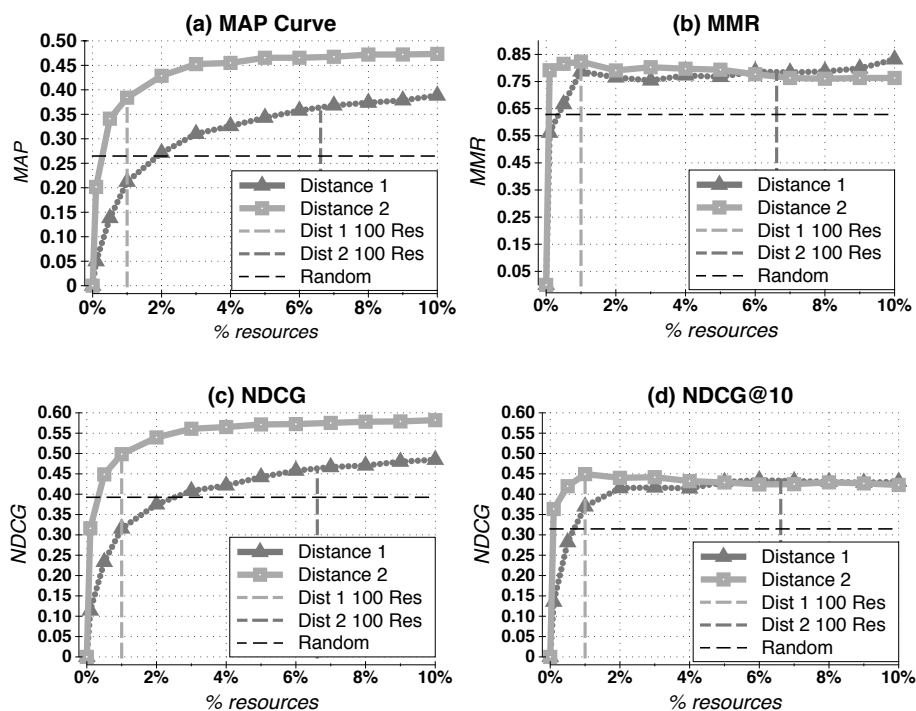 (a) MAP Curve
0.50
0.45
0.40
0.35
0.30
0.25
0.20
0.15
0.10
0.05
0
MAP
Distance 1
Distance 2
Dist 1 100 Res
Dist 2 100 Res
Random
0% 2% 4% 6% 8% 10%
% resources
(b) MMR
0.85
0.75
0.65
0.55
0.45
0.35
0.25
0.15
0.05
MMR
Distance 1
Distance 2
Dist 1 100 Res
Dist 2 100 Res
Random
0% 2% 4% 6% 8% 10%
% resources
(c) NDCG
0.60
0.55
0.50
0.45
0.40
0.35
0.30
0.25
0.20
0.15
0.10
0.05
0
NDCG
Distance 1
Distance 2
Dist 1 100 Res
Dist 2 100 Res
Random
0% 2% 4% 6% 8% 10%
% resources
(d) NDCG@10
0.60
0.55
0.50
0.45
0.40
0.35
0.30
0.25
0.20
0.15
0.10
0.05
0
NDCG
Distance 1
Distance 2
Dist 1 100 Res
Dist 2 100 Res
Random
0% 2% 4% 6% 8% 10%
% resources